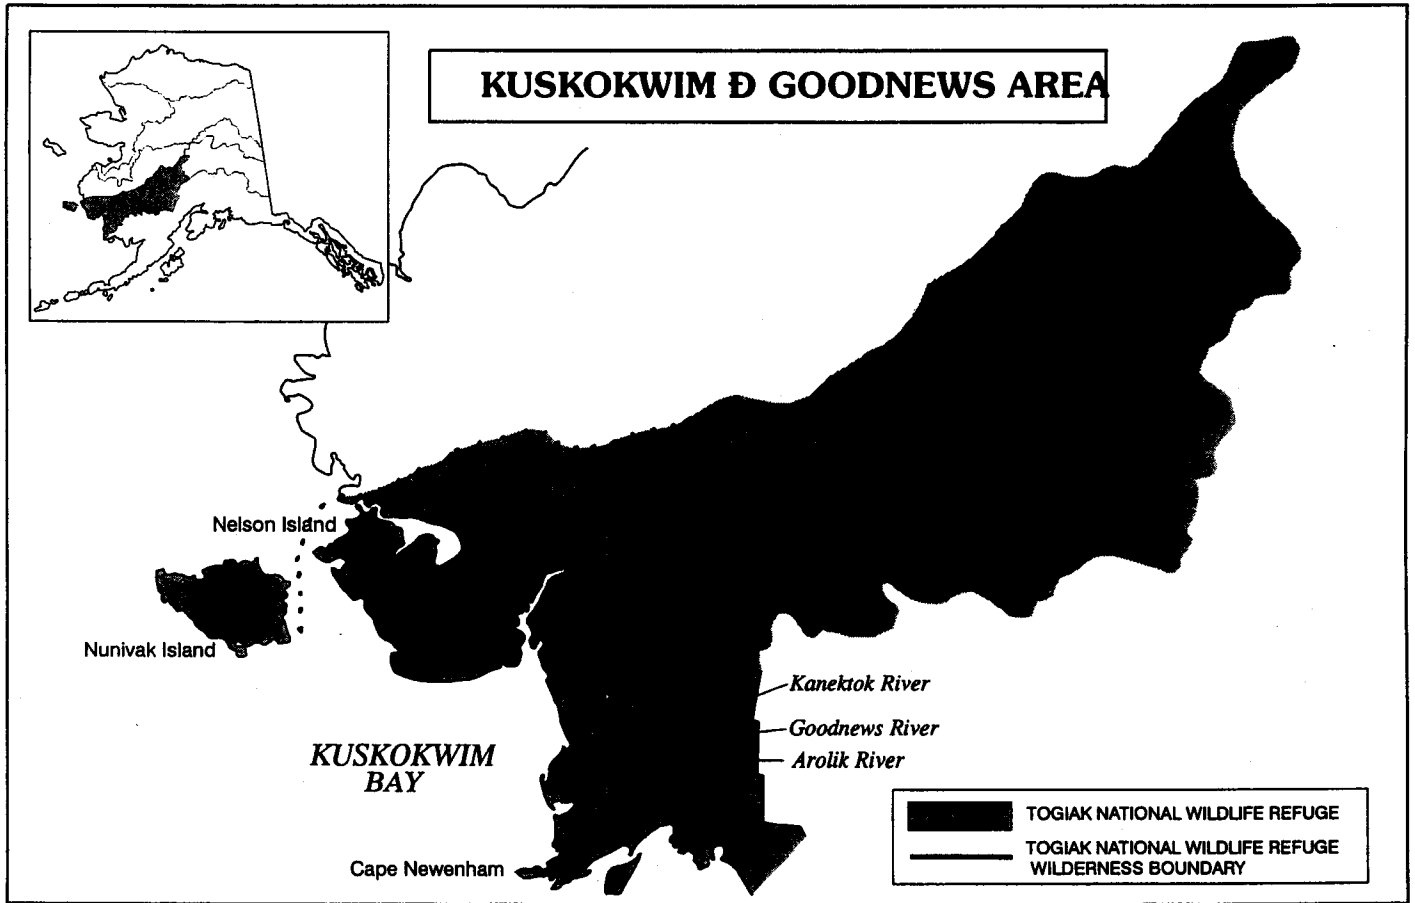 KUSKOKWIM Đ GOODNEWS AREA
Nelson Island
Nunivak Island
Kanektok River
Goodnews River
Arolik River
KUSKOKWIM
BAY
Cape Newenham
TOGIAK NATIONAL WILDLIFE REFUGE
TOGIAK NATIONAL WILDLIFE REFUGE
WILDERNESS BOUNDARY